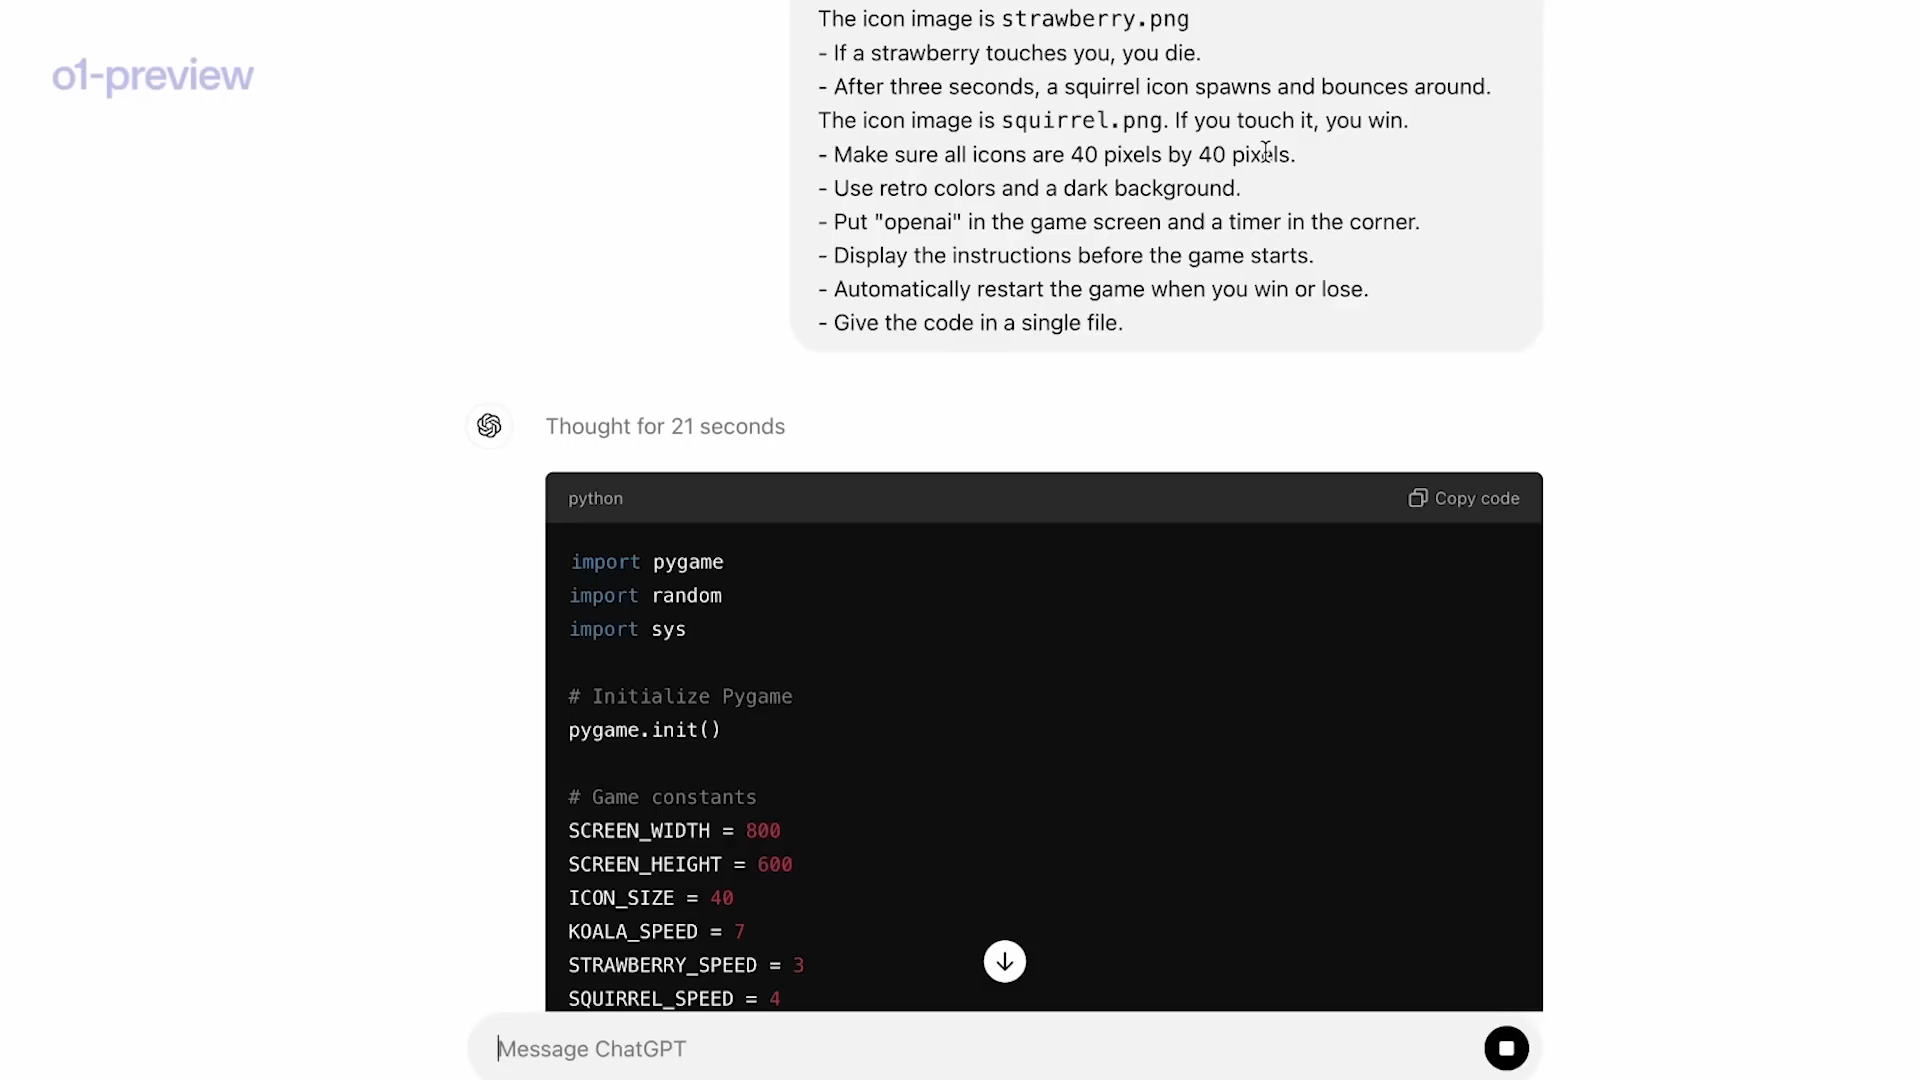 o1-preview
The icon image is strawberry.png
- If a strawberry touches you, you die.
- After three seconds, a squirrel icon spawns and bounces around.
The icon image is squirrel.png. If you touch it, you win.
- Make sure all icons are 40 pixels by 40 pixels.
- Use retro colors and a dark background.
- Put "openai" in the game screen and a timer in the corner.
- Display the instructions before the game starts.
- Automatically restart the game when you win or lose.
- Give the code in a single file.
Thought for 21 seconds
python
Copy code
import pygame
import random
import sys
# Initialize Pygame
pygame.init()
# Game constants
SCREEN_WIDTH = 800
SCREEN_HEIGHT = 600
ICON_SIZE = 40
KOALA_SPEED = 7
STRAWBERRY_SPEED = 3
SQUIRREL_SPEED = 4
Message ChatGPT